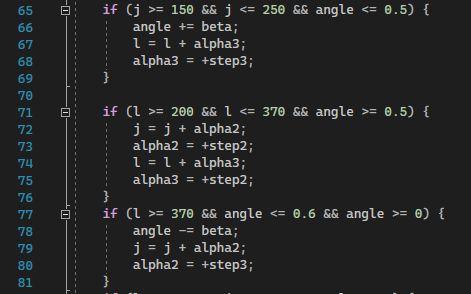 65 if (j >= 150 && j <= 250 && angle <= 0.5) {
66 angle += beta;
67 l = l + alpha3;
68 alpha3 = +step3;
69 }
70
71 if (l >= 200 && l <= 370 && angle >= 0.5) {
72 j = j + alpha2;
73 alpha2 = +step2;
74 l = l + alpha3;
75 alpha3 = +step2;
76 }
77 if (l >= 370 && angle <= 0.6 && angle >= 0) {
78 angle -= beta;
79 j = j + alpha2;
80 alpha2 = +step3;
81 }